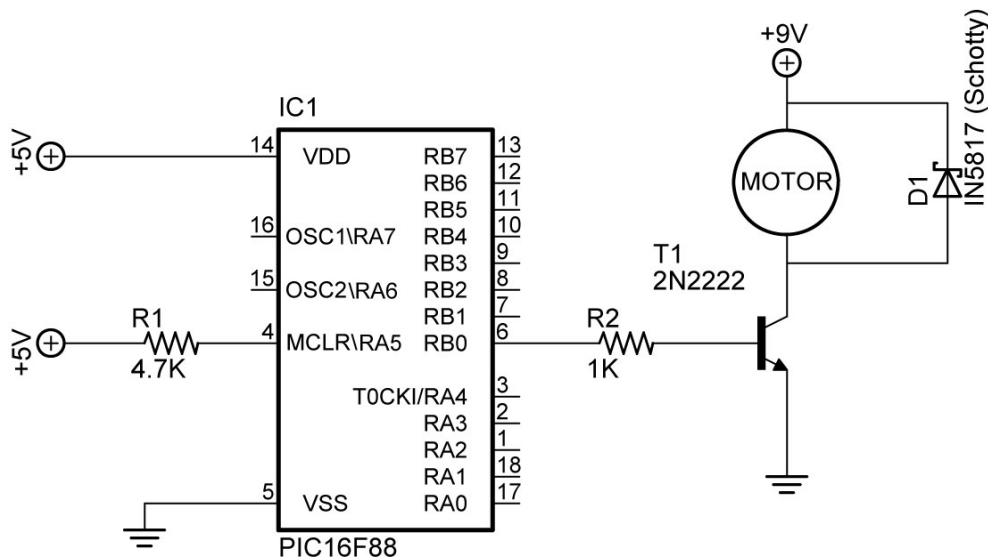 +9V
IN5817 (Schotty)
D1
MOTOR
T1
2N2222
IC1
+5V
14 VDD RB7 13
RB6 12
RB5 11
16 OSC1\RA7 RB4 10
RB3 9
15 OSC2\RA6 RB2 8
RB1 7
+5V
R1
4.7K
4 MCLR\RA5 RB0 6
R2
1K
T0CKI/RA4 3
RA3 2
RA2 1
RA1 18
5 VSS RA0 17
PIC16F88